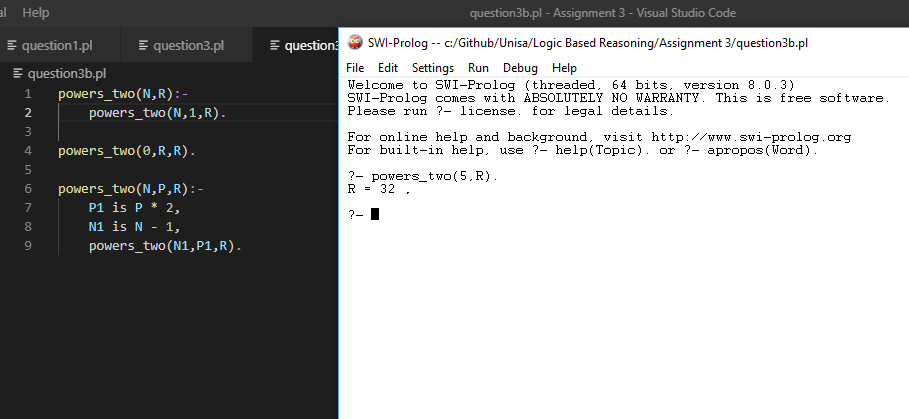 al Help
question3b.pl - Assignment 3 - Visual Studio Code
question1.pl question3.pl question3
question3b.pl
1 powers_two(N,R):-
2 powers_two(N,1,R).
3
4 powers_two(0,R,R).
5
6 powers_two(N,P,R):-
7 P1 is P * 2,
8 N1 is N - 1,
9 powers_two(N1,P1,R).
SWI-Prolog -- c:/Github/Unisa/Logic Based Reasoning/Assignment 3/question3b.pl
File Edit Settings Run Debug Help
Welcome to SWI-Prolog (threaded, 64 bits, version 8.0.3)
SWI-Prolog comes with ABSOLUTELY NO WARRANTY. This is free software.
Please run ?- license. for legal details.
For online help and background, visit http://www.swi-prolog.org
For built-in help, use ?- help(Topic). or ?- apropos(Word).
?- powers_two(5,R).
R = 32 .
?-